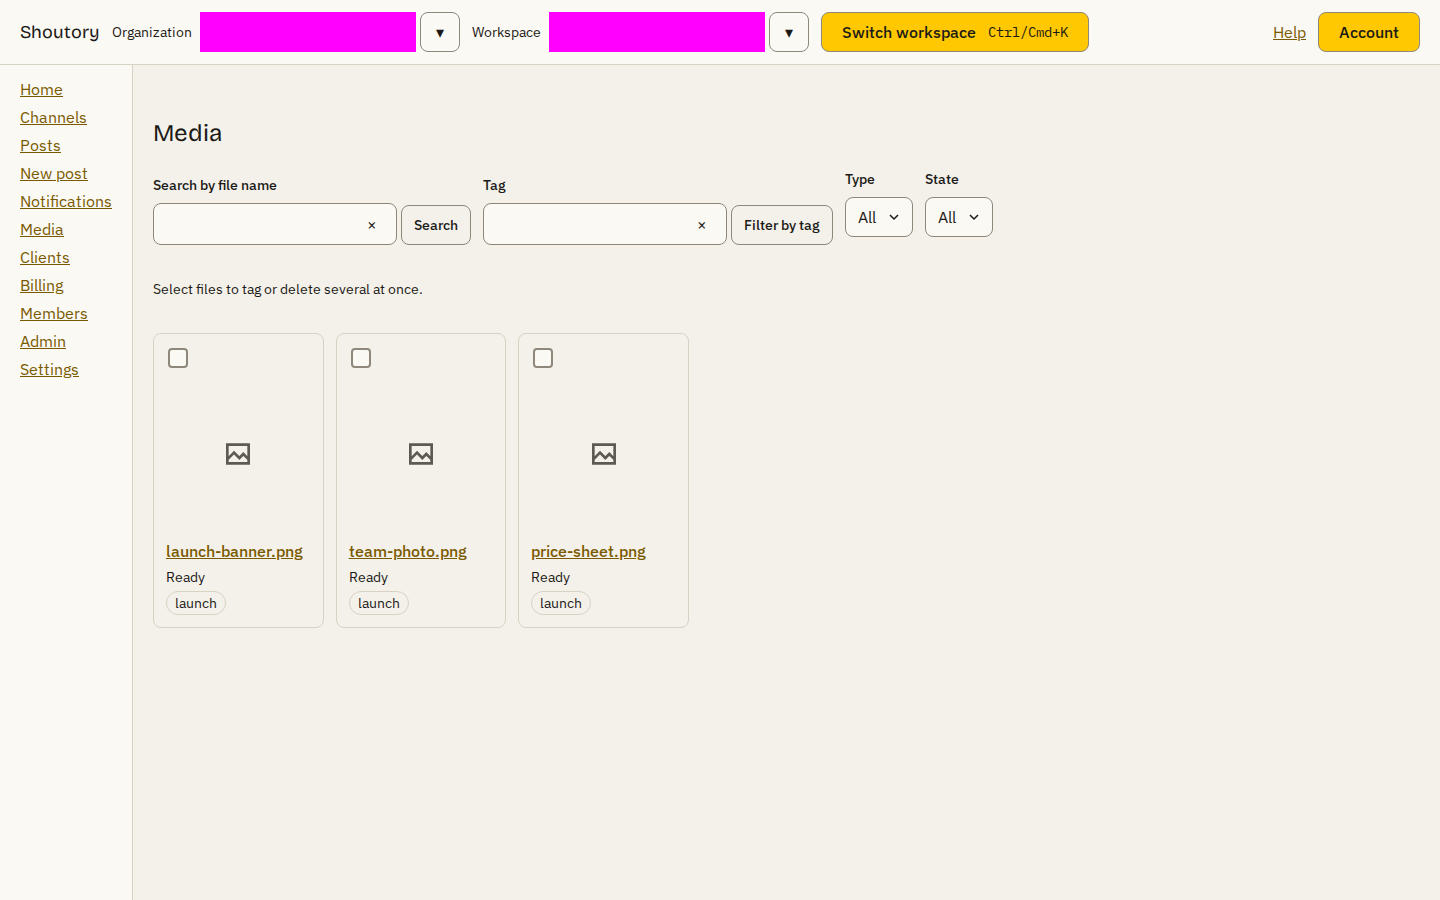 Shoutory Organization ▼ Workspace ▼ Switch workspace Ctrl/Cmd+K Help Account
Home
Channels
Posts
New post
Notifications
Media
Clients
Billing
Members
Admin
Settings
Media
Search by file name
×
Search
Tag
×
Filter by tag
Type
All
State
All
Select files to tag or delete several at once.
launch-banner.png
Ready
launch
team-photo.png
Ready
launch
price-sheet.png
Ready
launch